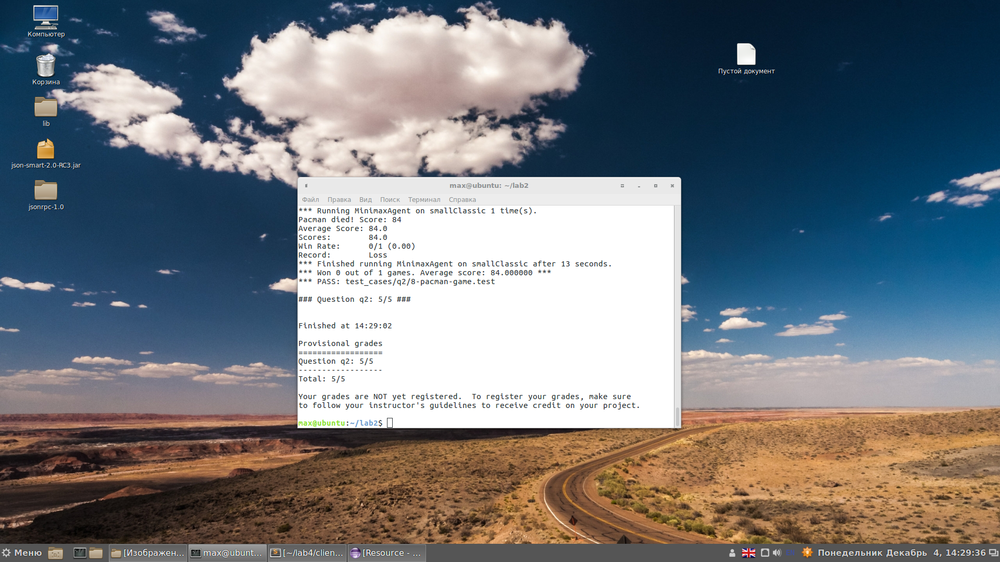 Компьютер
Корзина
lib
json-smart-2.0-RC3.jar
jsonrpc-1.0
Пустой документ
max@ubuntu: ~/lab2
Файл Правка Вид Поиск Терминал Справка
*** Running MinimaxAgent on smallClassic 1 time(s).
Pacman died! Score: 84
Average Score: 84.0
Scores:        84.0
Win Rate:      0/1 (0.00)
Record:        Loss
*** Finished running MinimaxAgent on smallClassic after 13 seconds.
*** Won 0 out of 1 games. Average score: 84.000000 ***
*** PASS: test_cases/q2/8-pacman-game.test
### Question q2: 5/5 ###
Finished at 14:29:02
Provisional grades
==================
Question q2: 5/5
------------------
Total: 5/5
Your grades are NOT yet registered.  To register your grades, make sure
to follow your instructor's guidelines to receive credit on your project.
max@ubuntu:~/lab2$
Меню [Изображен... max@ubunt... [~/lab4/clien... [Resource - ... Понедельник Декабрь  4, 14:29:36